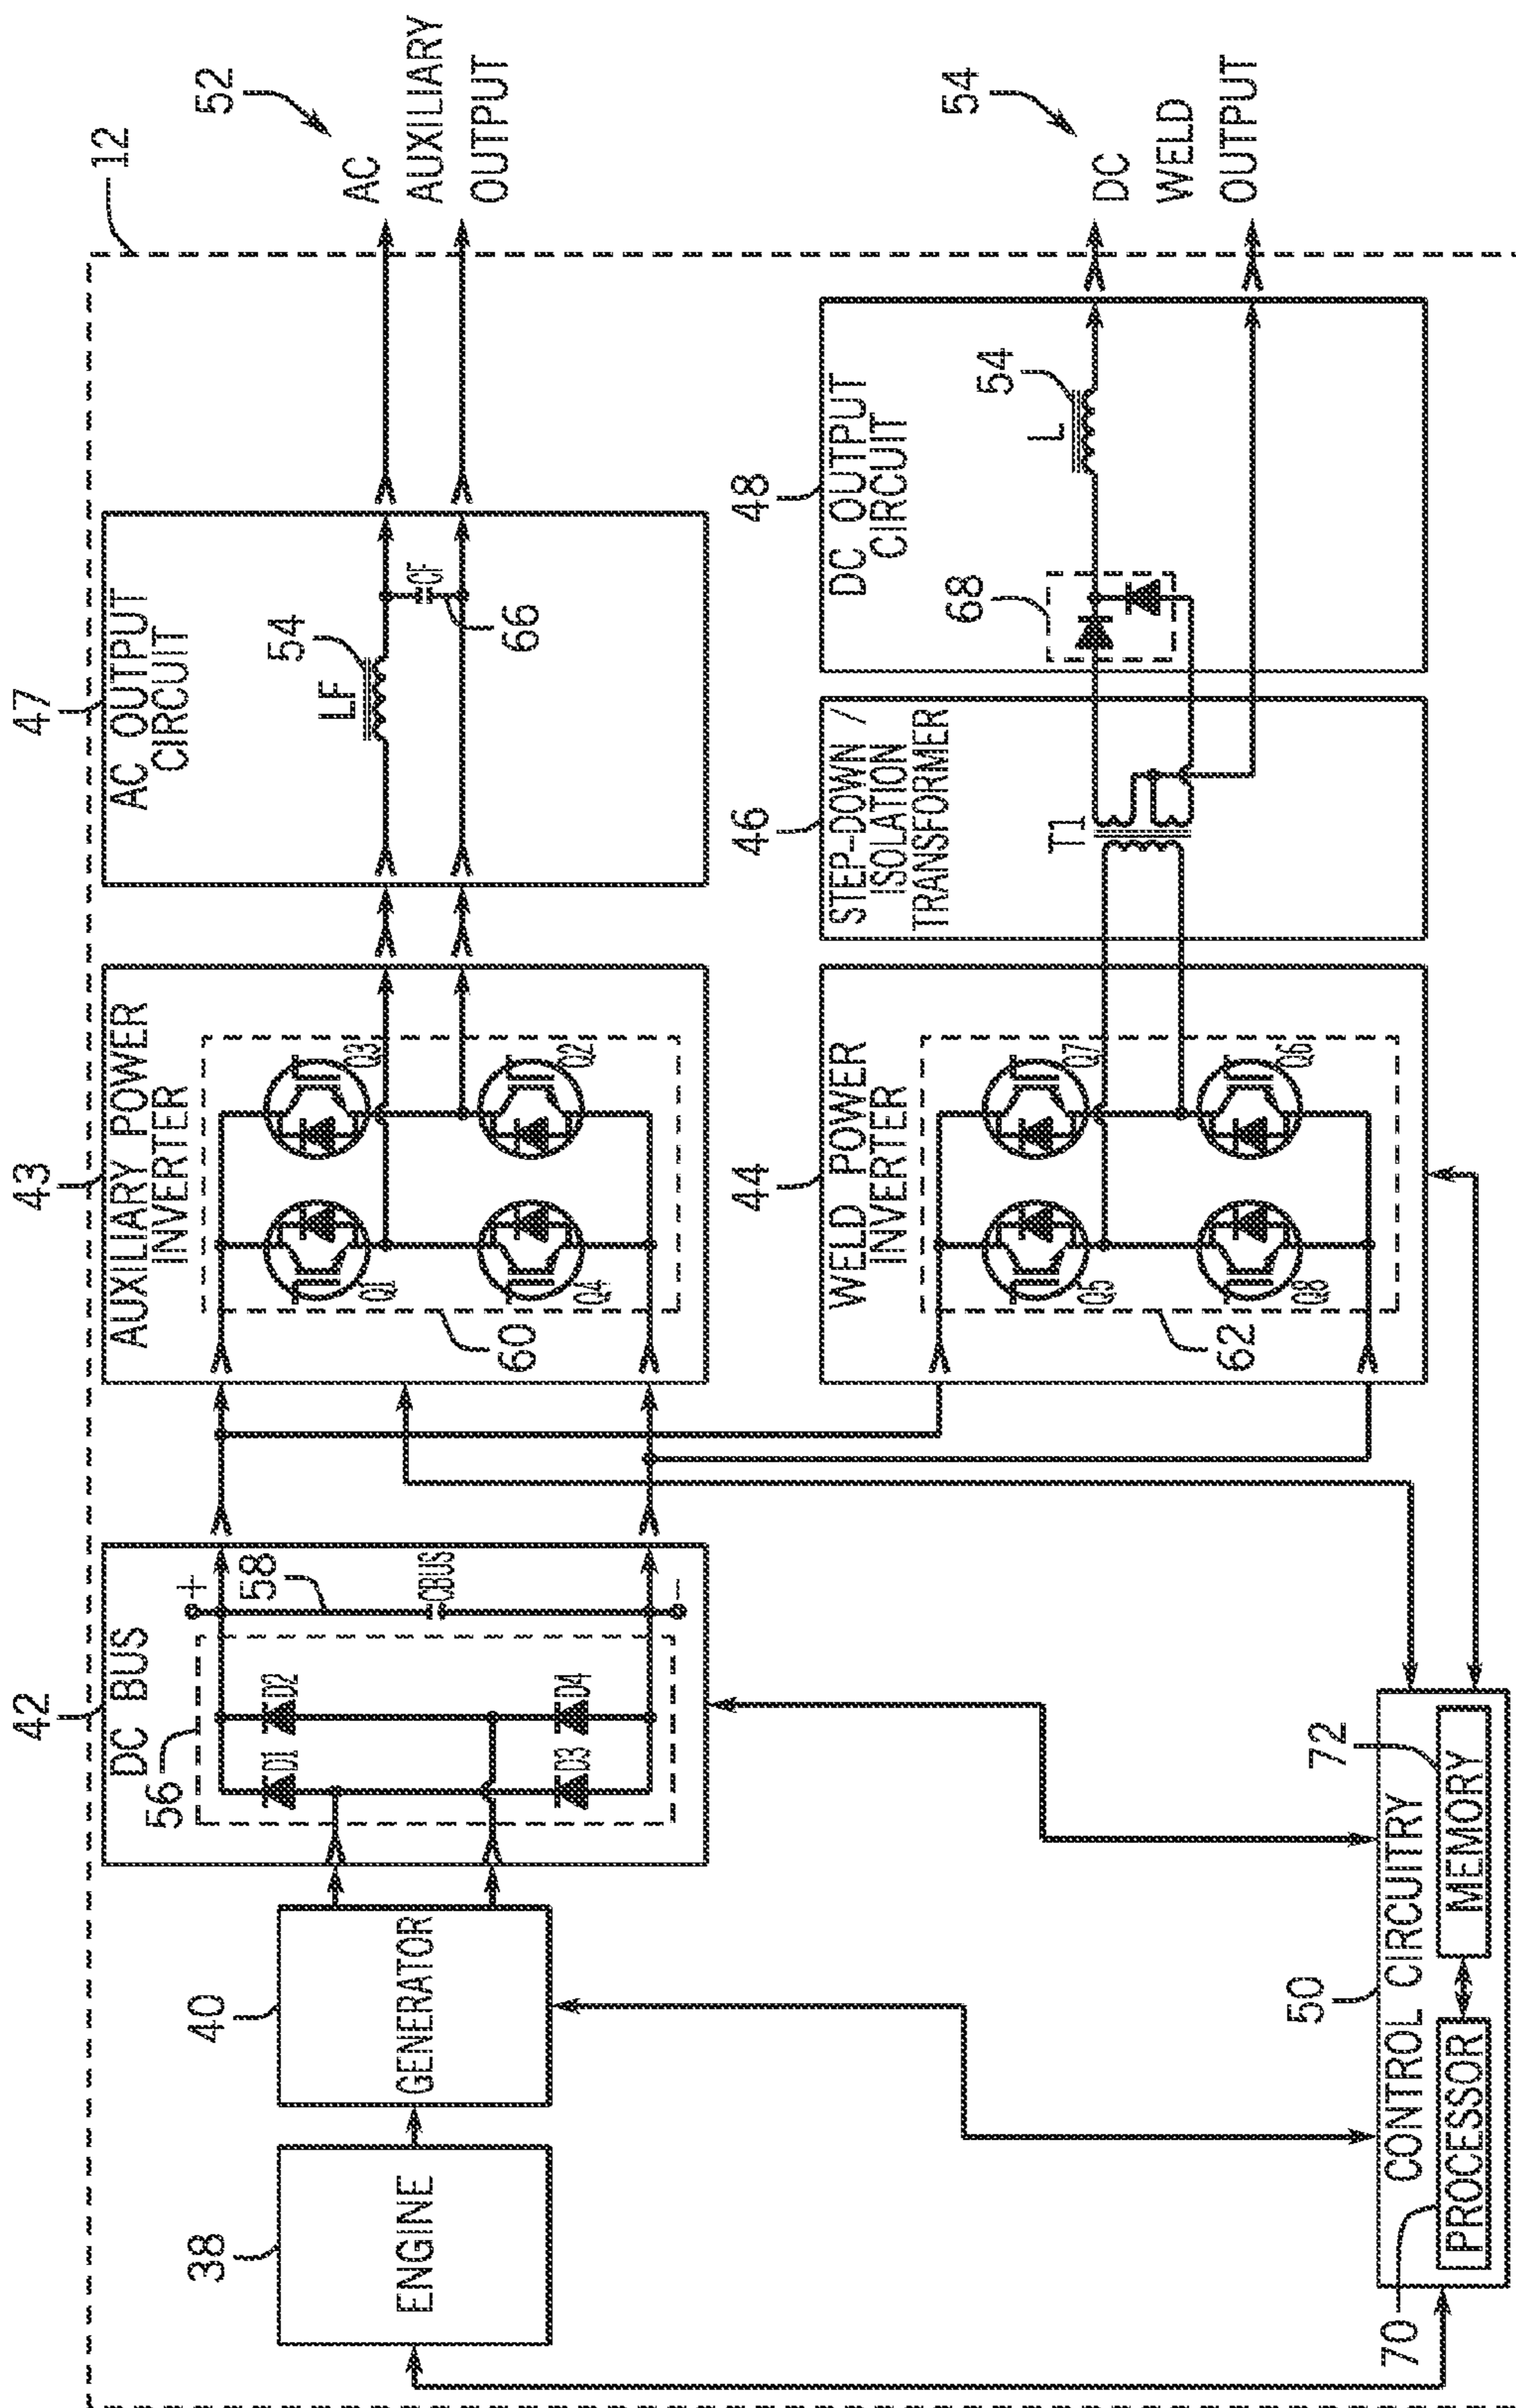 12
52
AC
AUXILIARY
OUTPUT
47
AC OUTPUT
CIRCUIT
54
LF
CF
66
43
AUXILIARY POWER
INVERTER
Q1
Q3
Q4
Q2
60
42
DC BUS
56
D1
D2
D3
D4
+
58
CBUS
-
40
GENERATOR
38
ENGINE
54
DC
WELD
OUTPUT
48
DC OUTPUT
CIRCUIT
68
L
54
46
STEP-DOWN /
ISOLATION
TRANSFORMER
T1
44
WELD POWER
INVERTER
Q5
Q7
Q8
Q6
62
50
CONTROL CIRCUITRY
70
PROCESSOR
72
MEMORY